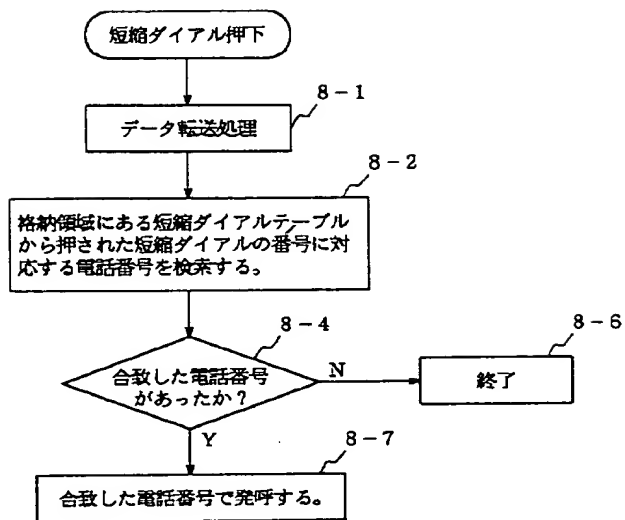 短縮ダイアル押下
8－1
データ転送処理
8－2
格納領域にある短縮ダイアルテーブル
から押された短縮ダイアルの番号に対
応する電話番号を検索する。
8－4
合致した電話番号
があったか？
N
8－6
終了
Y
8－7
合致した電話番号で発呼する。